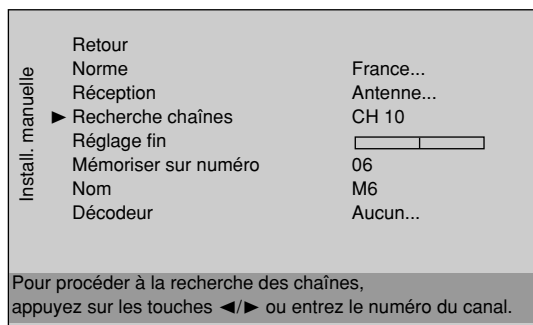 Install. manuelle
Retour
Norme France...
Réception Antenne...
▶ Recherche chaînes CH 10
Réglage fin
Mémoriser sur numéro 06
Nom M6
Décodeur Aucun...
Pour procéder à la recherche des chaînes,
appuyez sur les touches ◀/▶ ou entrez le numéro du canal.